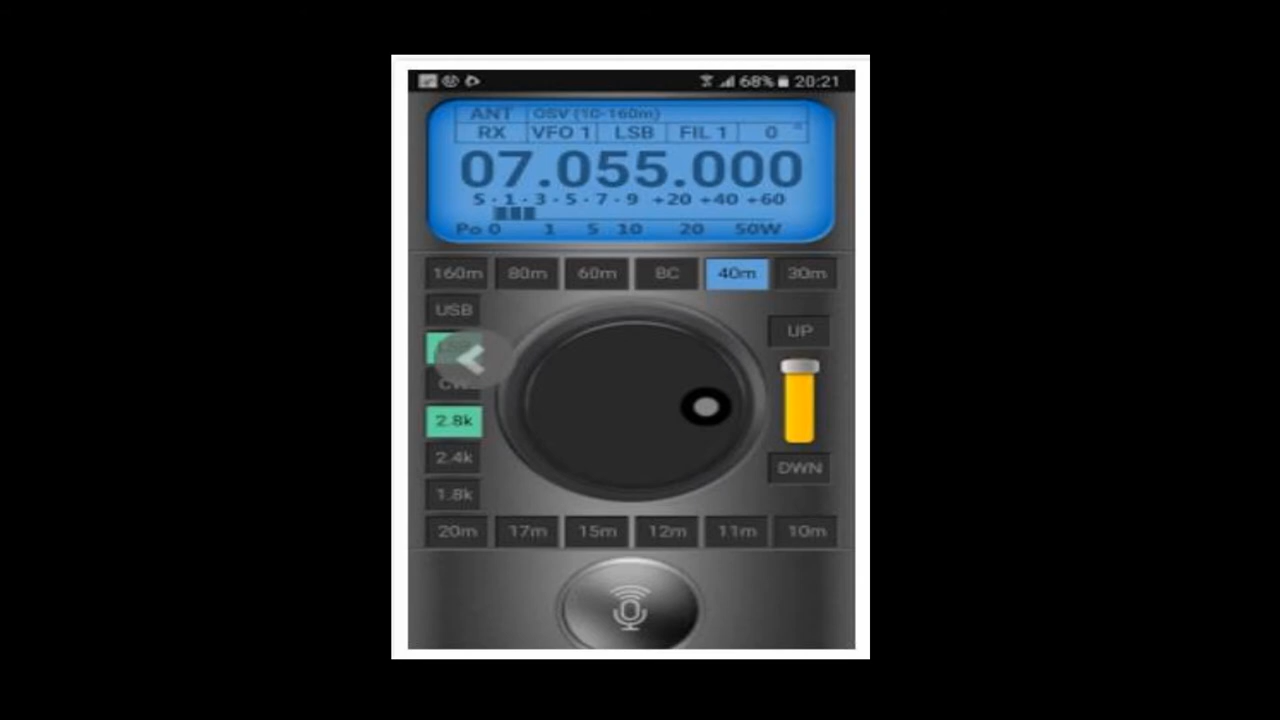 68% 20:21
ANT OSV (10-160m)
RX VFO 1 LSB FIL 1 0 °
07.055.000
S · 1 · 3 · 5 · 7 · 9 +20 +40 +60
Po 0 1 5 10 20 50W
160m 80m 60m BC 40m 30m
USB
UP
2.8k
2.4k
DWN
1.8k
20m 17m 15m 12m 11m 10m